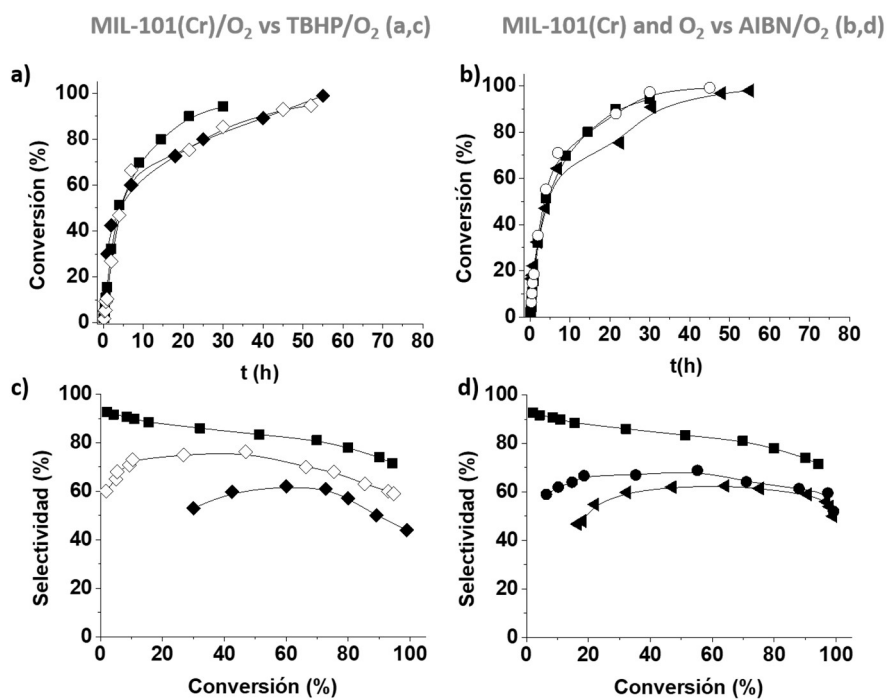 MIL-101(Cr)/O2 vs TBHP/O2 (a,c)
MIL-101(Cr) and O2 vs AIBN/O2 (b,d)
a)
Conversión (%)
100
80
60
40
20
0
0 10 20 30 40 50 60 70 80
t (h)
b)
Conversión (%)
100
80
60
40
20
0
0 10 20 30 40 50 60 70 80
t(h)
c)
Selectividad (%)
100
80
60
40
20
0
0 20 40 60 80 100
Conversión (%)
d)
Selectividad (%)
100
80
60
40
20
0
0 20 40 60 80 100
Conversión (%)